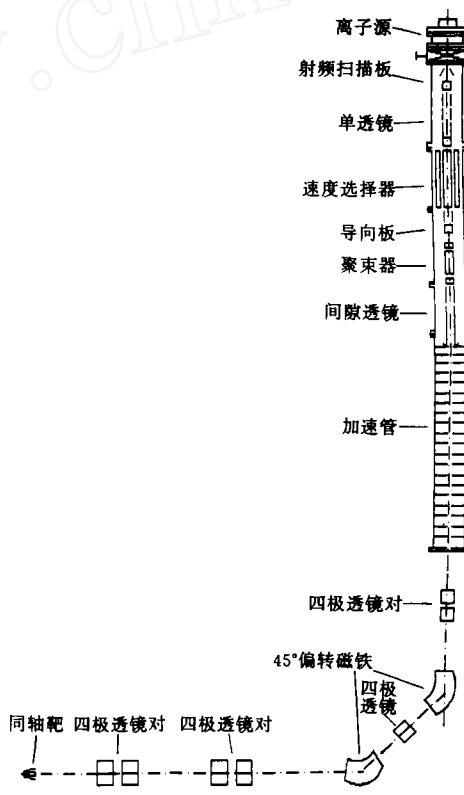 离子源
射频扫描板
单透镜
速度选择器
导向板
聚束器
间隙透镜
加速管
四极透镜对
45°偏转磁铁
四极
透镜
同轴靶 四极透镜对 四极透镜对